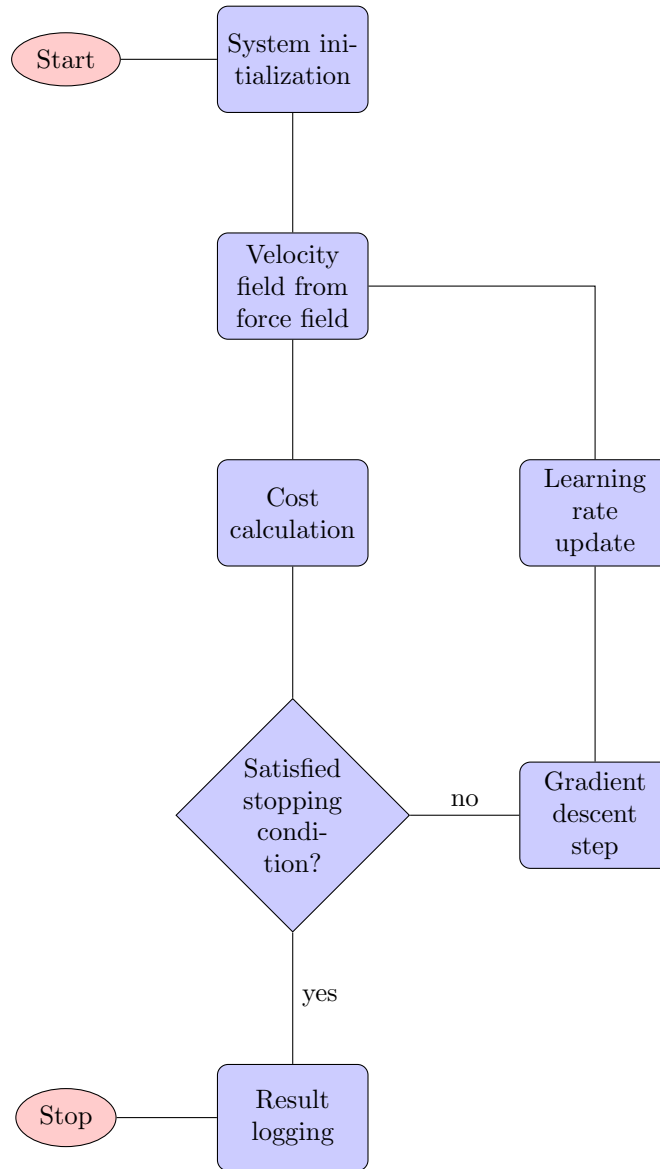 Start
System ini-
tialization
Velocity
field from
force field
Cost
calculation
Learning
rate
update
Satisfied
stopping
condi-
tion?
no
Gradient
descent
step
yes
Stop
Result
logging